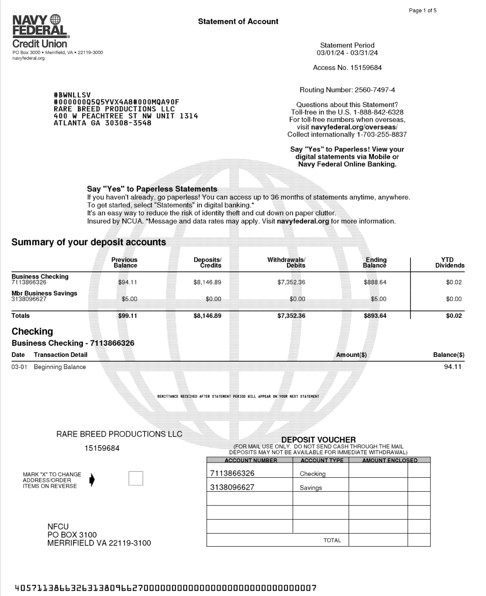 Page 1 of 5
NAVY
FEDERAL
Credit Union
PO Box 3000 • Merrifield, VA • 22119-3000
navyfederal.org
Statement of Account
Statement Period
03/01/24 - 03/31/24
Access No. 15159684
Routing Number: 2560-7497-4
Questions about this Statement?
Toll-free in the U.S. 1-888-842-6328
For toll-free numbers when overseas,
visit navyfederal.org/overseas/
Collect internationally 1-703-255-8837
Say "Yes" to Paperless! View your
digital statements via Mobile or
Navy Federal Online Banking.
#BWNLLSV
#000000Q5Q5YVX4A8#000MQA90F
RARE BREED PRODUCTIONS LLC
400 W PEACHTREE ST NW UNIT 1314
ATLANTA GA 30308-3548
Say "Yes" to Paperless Statements
If you haven't already, go paperless! You can access up to 36 months of statements anytime, anywhere.
To get started, select "Statements" in digital banking.*
It's an easy way to reduce the risk of identity theft and cut down on paper clutter.
Insured by NCUA. *Message and data rates may apply. Visit navyfederal.org for more information.
Summary of your deposit accounts
Previous Balance Deposits/ Credits Withdrawals/ Debits Ending Balance YTD Dividends
Business Checking
7113866326 $94.11 $8,146.89 $7,352.36 $888.64 $0.02
Mbr Business Savings
3138096627 $5.00 $0.00 $0.00 $5.00 $0.00
Totals $99.11 $8,146.89 $7,352.36 $893.64 $0.02
Checking
Business Checking - 7113866326
Date Transaction Detail Amount($) Balance($)
03-01 Beginning Balance 94.11
REMITTANCE RECEIVED AFTER STATEMENT PERIOD WILL APPEAR ON YOUR NEXT STATEMENT
RARE BREED PRODUCTIONS LLC
15159684
MARK "X" TO CHANGE
ADDRESS/ORDER
ITEMS ON REVERSE
NFCU
PO BOX 3100
MERRIFIELD VA 22119-3100
DEPOSIT VOUCHER
(FOR MAIL USE ONLY. DO NOT SEND CASH THROUGH THE MAIL
DEPOSITS MAY NOT BE AVAILABLE FOR IMMEDIATE WITHDRAWAL)
ACCOUNT NUMBER ACCOUNT TYPE AMOUNT ENCLOSED
7113866326 Checking
3138096627 Savings
TOTAL